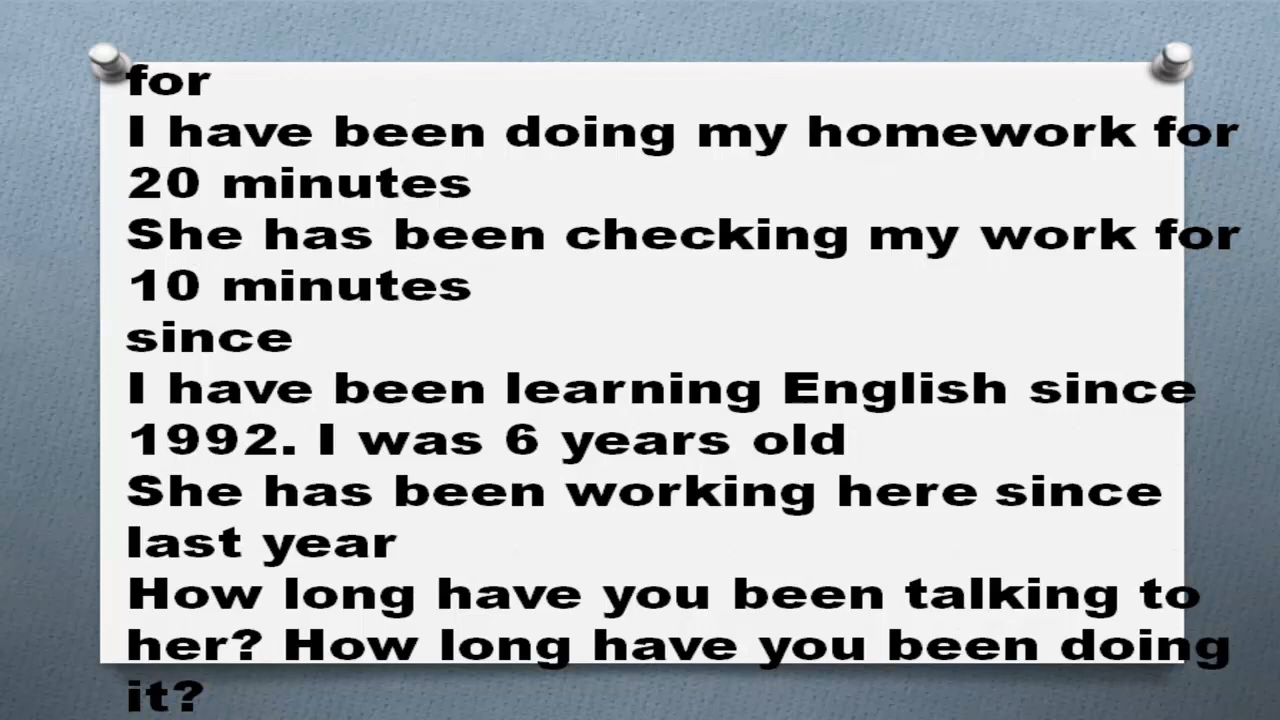 for
I have been doing my homework for
20 minutes
She has been checking my work for
10 minutes
since
I have been learning English since
1992. I was 6 years old
She has been working here since
last year
How long have you been talking to
her? How long have you been doing
it?